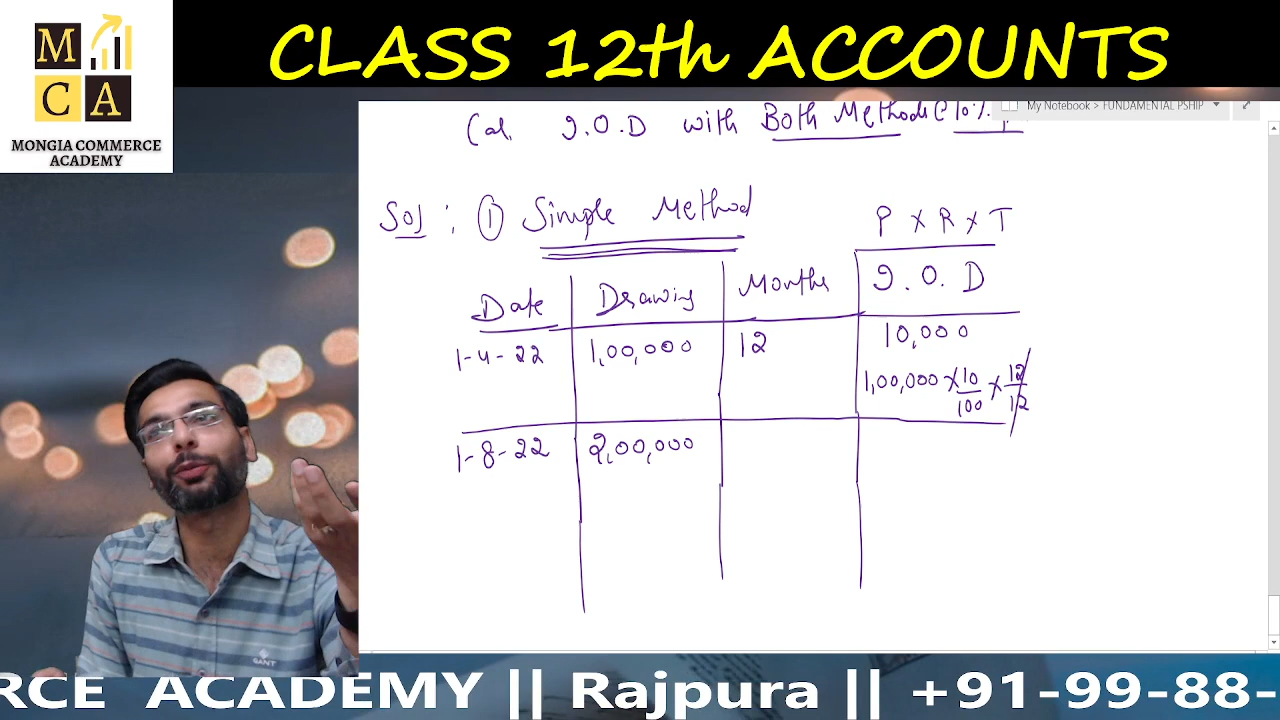 M
C A
MONGIA COMMERCE
ACADEMY
CLASS 12th ACCOUNTS
My Notebook > FUNDAMENTAL PSHIP
Cal I.O.D with Both Methods @ 10%
Sol : ① Simple Method
P x R x T
Date Drawing Months I.O.D
1-4-22 1,00,000 12 10,000
1,00,000 x 10/100 x 12/12
1-8-22 2,00,000
GANT
RCE ACADEMY || Rajpura || +91-99-88-